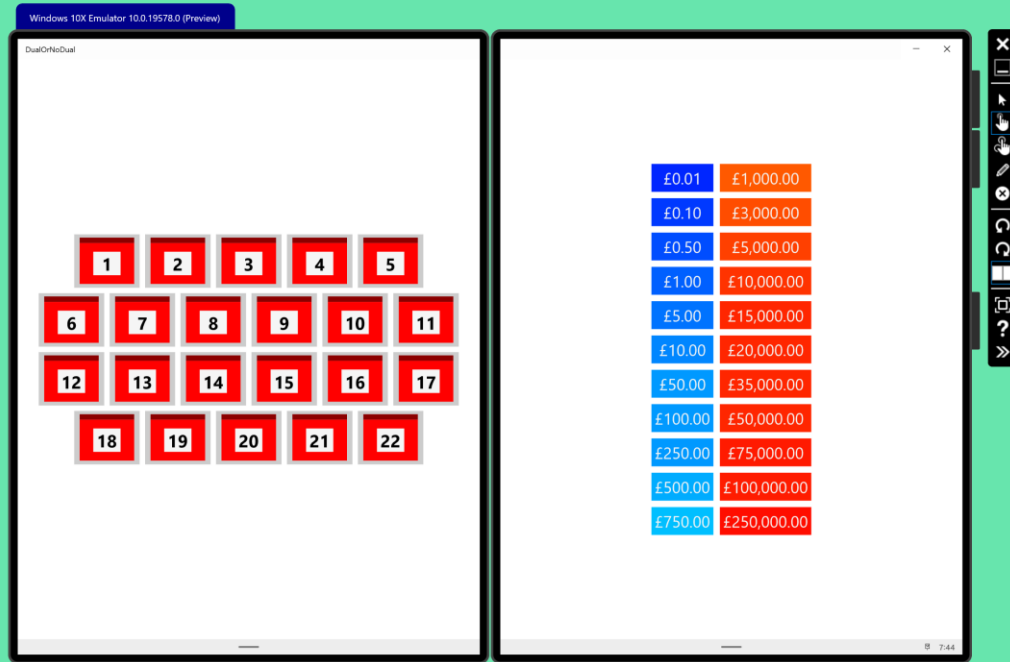 Windows 10X Emulator 10.0.19578.0 (Preview)
DualOrNoDual
1 2 3 4 5
6 7 8 9 10 11
12 13 14 15 16 17
18 19 20 21 22
£0.01 £1,000.00
£0.10 £3,000.00
£0.50 £5,000.00
£1.00 £10,000.00
£5.00 £15,000.00
£10.00 £20,000.00
£50.00 £35,000.00
£100.00 £50,000.00
£250.00 £75,000.00
£500.00 £100,000.00
£750.00 £250,000.00
7:44
?